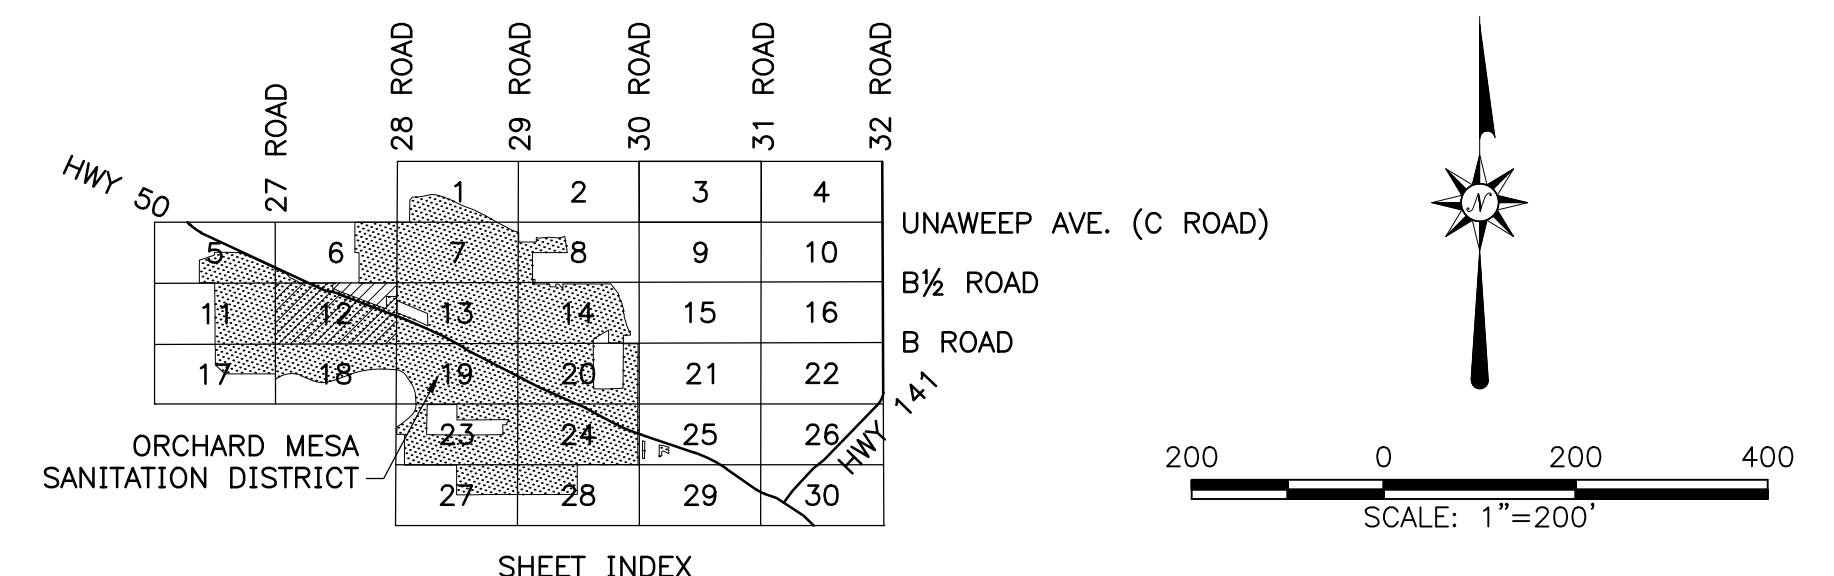 27 ROAD
28 ROAD
29 ROAD
30 ROAD
31 ROAD
32 ROAD
HWY 50
1 2 3 4
UNAWEEP AVE. (C ROAD)
5 6 7 8 9 10
B½ ROAD
11 12 13 14 15 16
B ROAD
17 18 19 20 21 22
HWY 141
23 24 25 26
ORCHARD MESA
SANITATION DISTRICT
27 28 29 30
SHEET INDEX
N
200 0 200 400
SCALE: 1"=200'